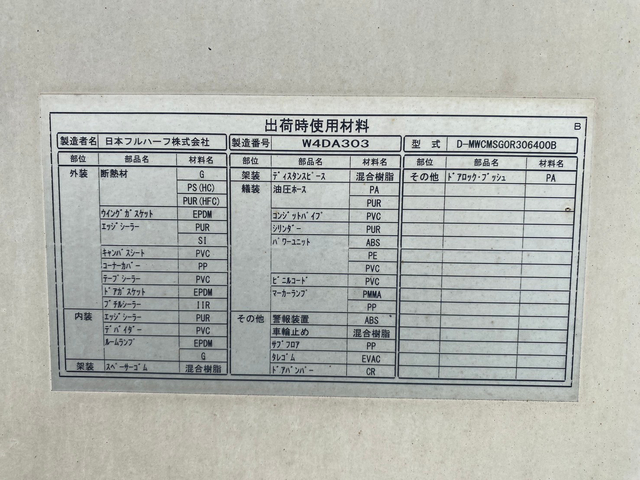 出荷時使用材料
B
製造者名 日本フルハーフ株式会社 製造番号 W4DA303 型 式 D-MWCMSGOR306400B
部位 部品名 材料名 部位 部品名 材料名 部位 部品名 材料名
外装 断熱材 G 架装 ディスタンスピース 混合樹脂 その他 ドアロック・ブッシュ PA
PS(HC) 艤装 油圧ホース PA
PUR(HFC) PUR
ウイングガスケット EPDM コンジットパイプ PVC
エッジシーラー PUR シリンダー PUR
SI パワーユニット ABS
キャンバスシート PVC PE
コーナーカバー PP PVC
テープシーラー PVC ビニルコード PVC
ドアガスケット EPDM マーカーランプ PMMA
ブチルシーラー IIR PP
内装 エッジシーラー PUR その他 警報装置 ABS
デバイダー PVC 車輪止め 混合樹脂
ルームランプ EPDM サブフロア PP
G タレゴム EVAC
架装 スペーサーゴム 混合樹脂 ドアバンパー CR